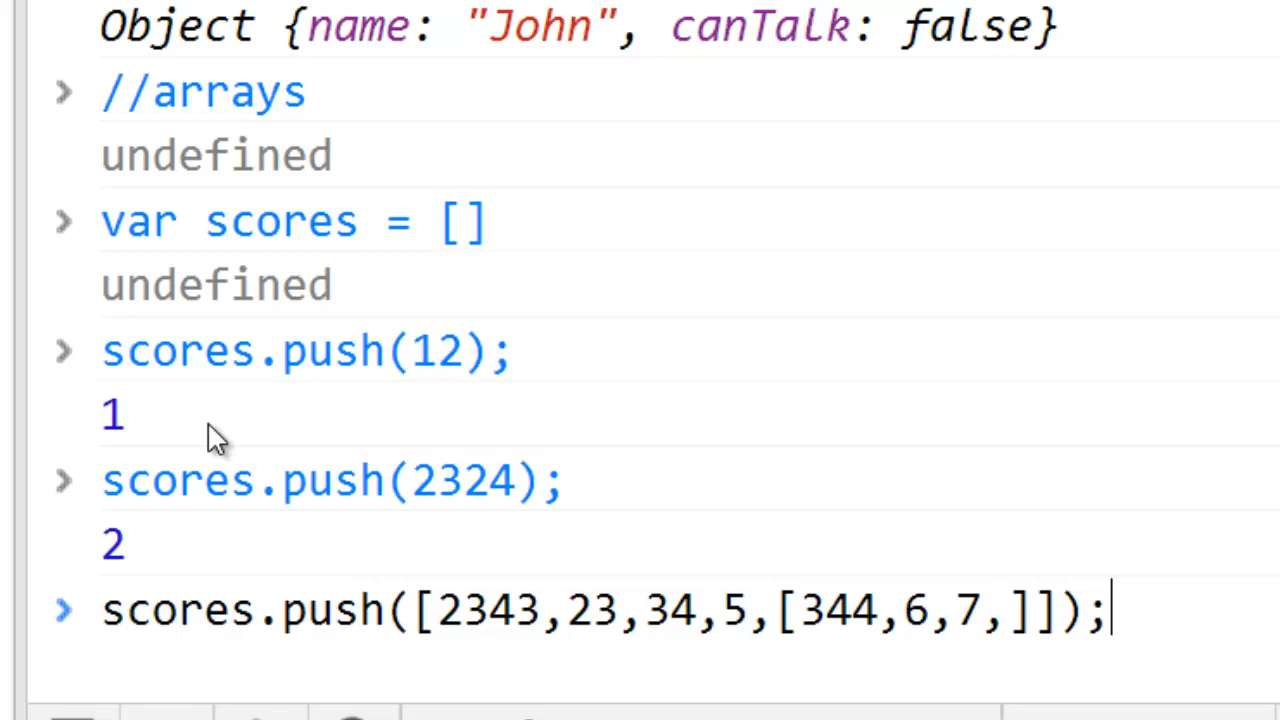 Object {name: "John", canTalk: false}
> //arrays
undefined
> var scores = []
undefined
> scores.push(12);
1
> scores.push(2324);
2
> scores.push([2343,23,34,5,[344,6,7,]]);